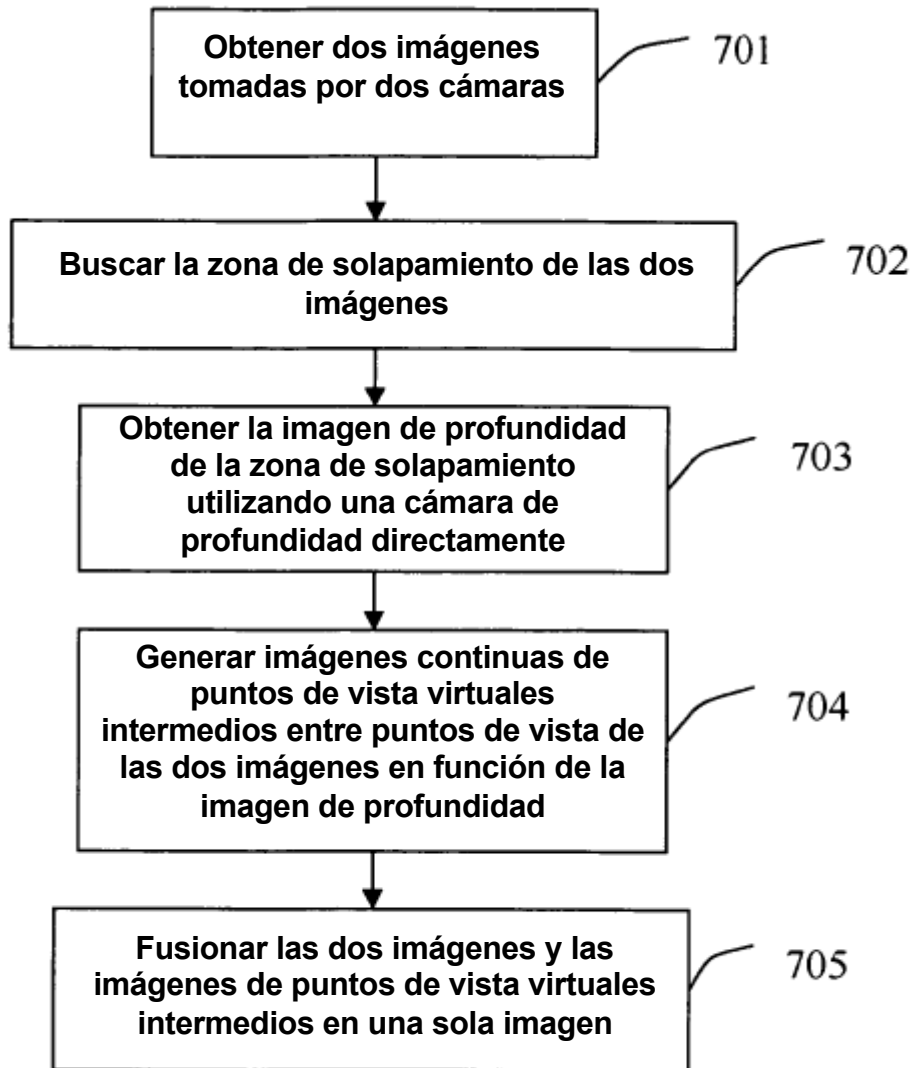 Obtener dos imágenes
tomadas por dos cámaras
701
Buscar la zona de solapamiento de las dos
imágenes
702
Obtener la imagen de profundidad
de la zona de solapamiento
utilizando una cámara de
profundidad directamente
703
Generar imágenes continuas de
puntos de vista virtuales
intermedios entre puntos de vista de
las dos imágenes en función de la
imagen de profundidad
704
Fusionar las dos imágenes y las
imágenes de puntos de vista virtuales
intermedios en una sola imagen
705